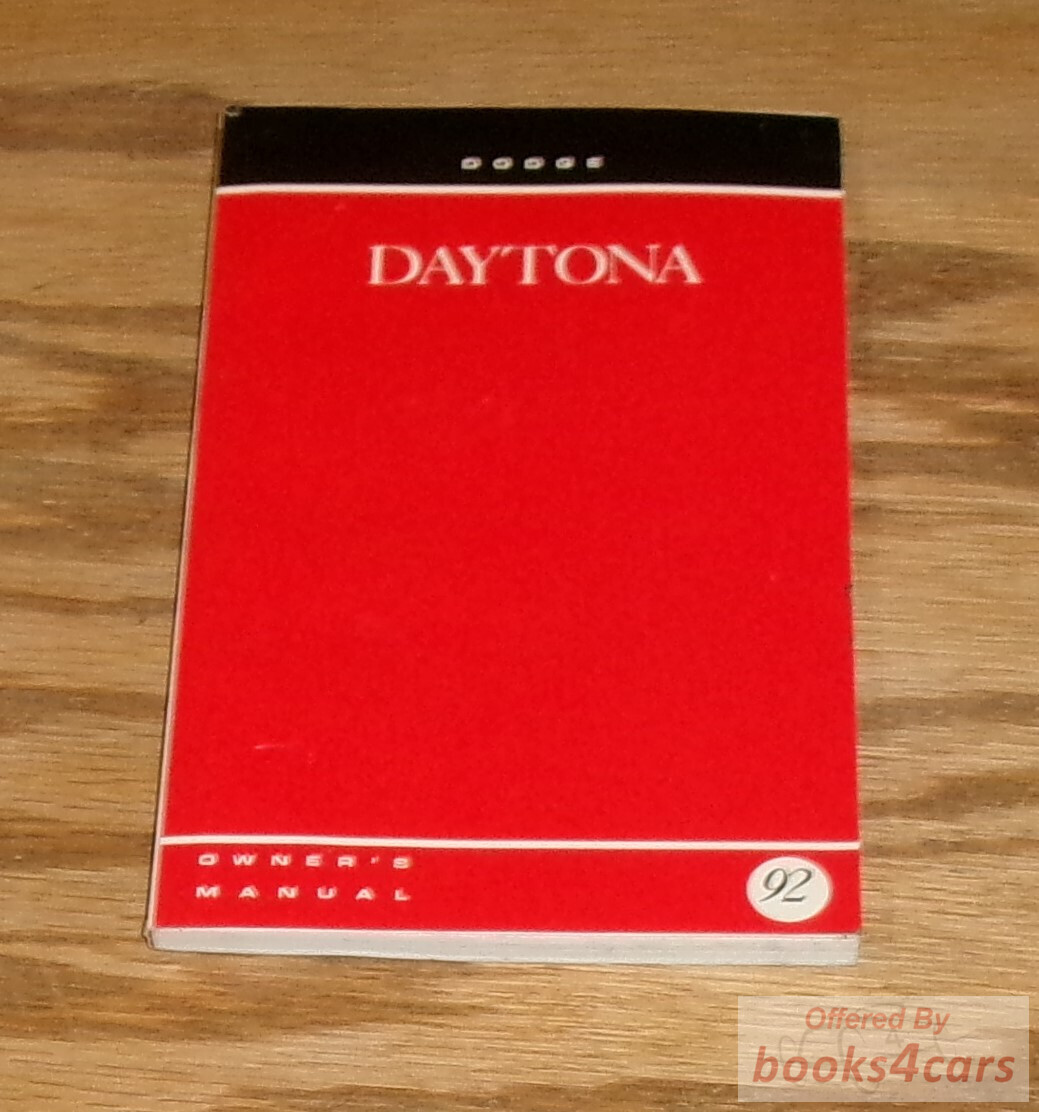 DODGE
DAYTONA
OWNER'S
MANUAL
92
Offered By
books4cars